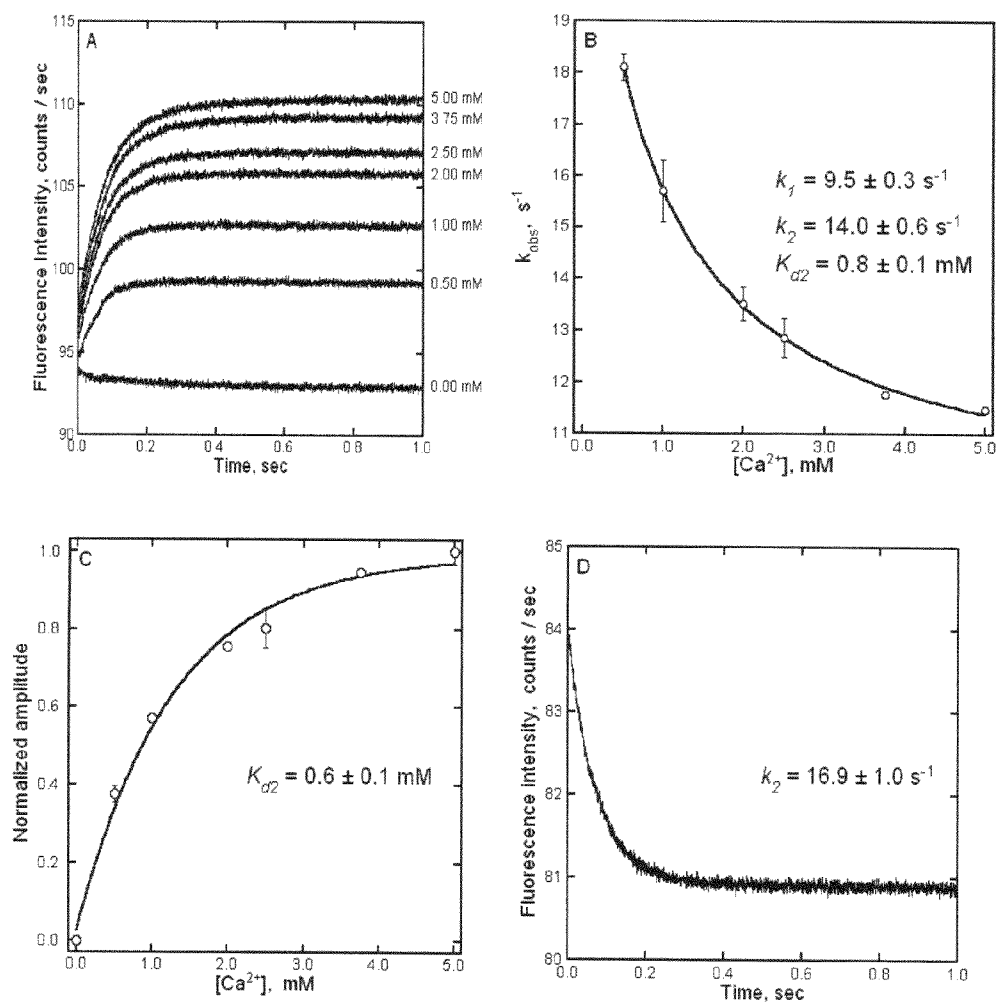 A
Fluorescence Intensity, counts / sec
115
110
105
100
95
90
5.00 mM
3.75 mM
2.50 mM
2.00 mM
1.00 mM
0.50 mM
0.00 mM
0.0 0.2 0.4 0.6 0.8 1.0
Time, sec
B
k_obs, s⁻¹
19
18
17
16
15
14
13
12
11
k₁ = 9.5 ± 0.3 s⁻¹
k₂ = 14.0 ± 0.6 s⁻¹
K_d2 = 0.8 ± 0.1 mM
0.0 1.0 2.0 3.0 4.0 5.0
[Ca²⁺], mM
C
Normalized amplitude
1.0
0.8
0.6
0.4
0.2
0.0
K_d2 = 0.6 ± 0.1 mM
0.0 1.0 2.0 3.0 4.0 5.0
[Ca²⁺], mM
D
Fluorescence intensity, counts / sec
85
84
83
82
81
80
k₂ = 16.9 ± 1.0 s⁻¹
0.0 0.2 0.4 0.6 0.8 1.0
Time, sec